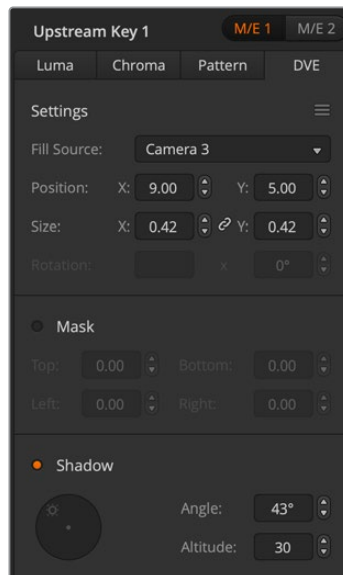 Upstream Key 1 M/E 1 M/E 2
Luma Chroma Pattern DVE
Settings
Fill Source: Camera 3
Position: X: 9.00 Y: 5.00
Size: X: 0.42 Y: 0.42
Rotation: x 0°
Mask
Top: 0.00 Bottom: 0.00
Left: 0.00 Right: 0.00
Shadow
Angle: 43°
Altitude: 30